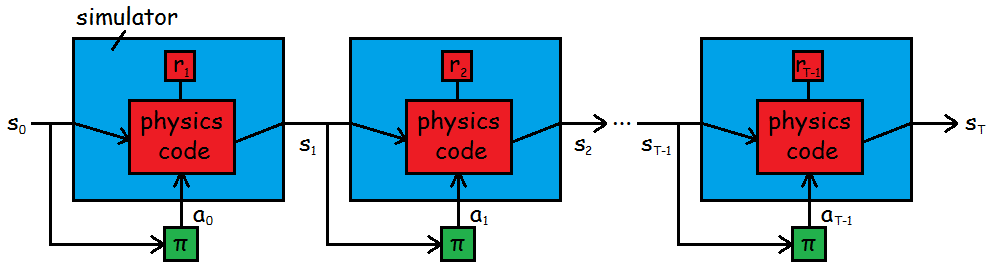 simulator
r1
r2
rT-1
s0
physics
code
s1
physics
code
s2
...
sT-1
physics
code
sT
a0
a1
aT-1
π
π
π